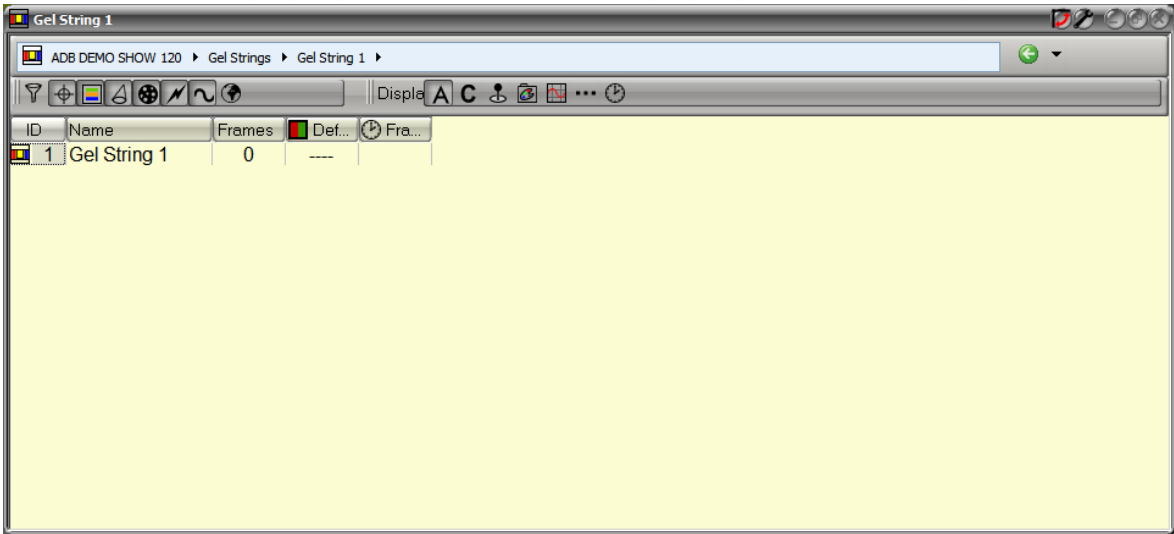 Gel String 1
ADB DEMO SHOW 120 Gel Strings Gel String 1
Displa A C
ID Name Frames Def... Fra...
1 Gel String 1 0 ----